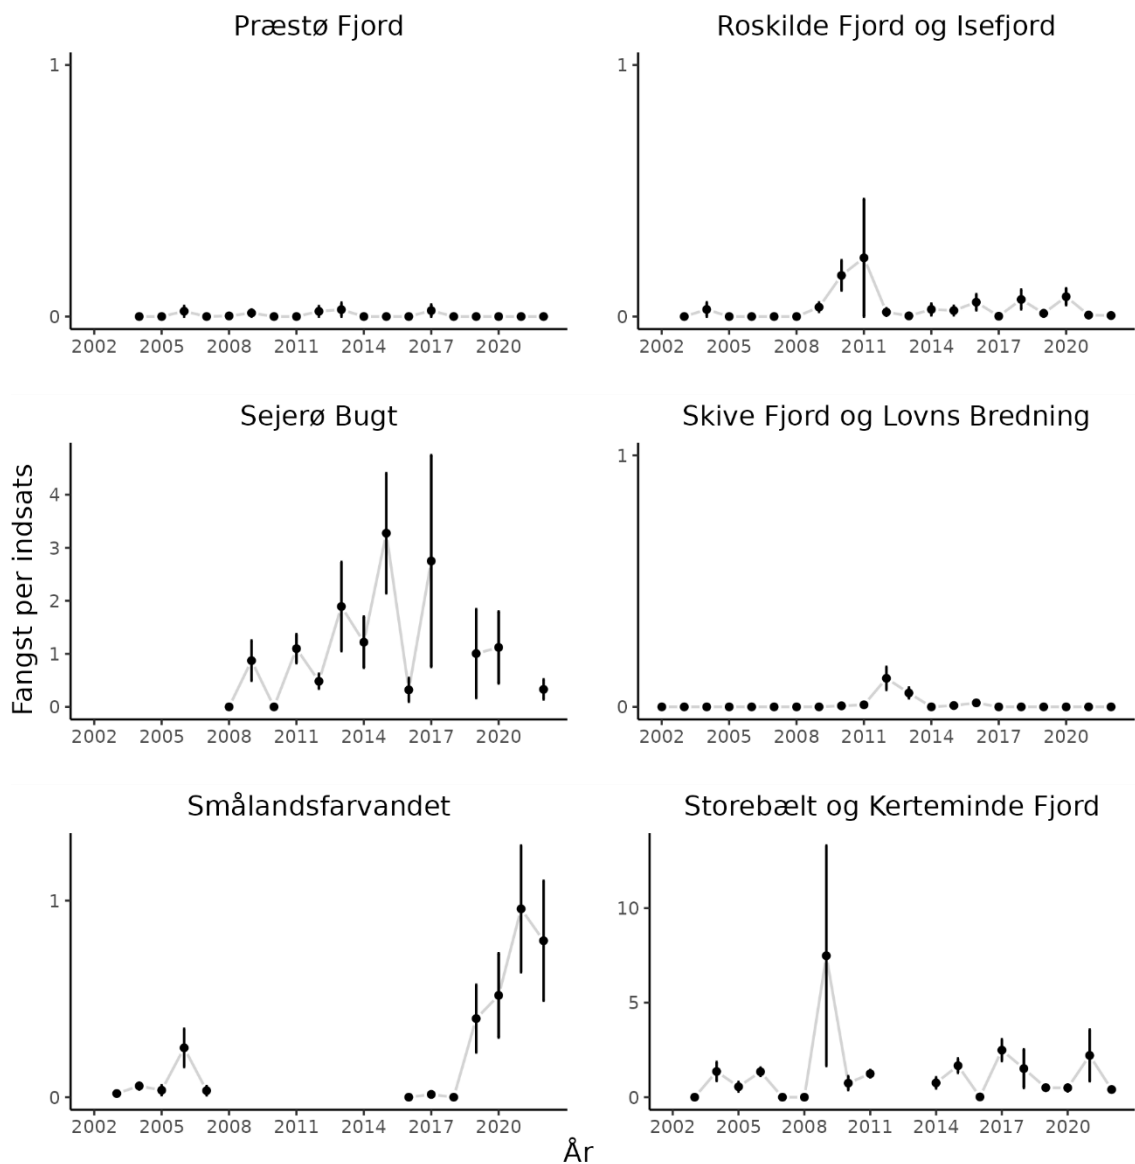 Præstø Fjord
1
0
2002 2005 2008 2011 2014 2017 2020
Roskilde Fjord og Isefjord
1
0
2002 2005 2008 2011 2014 2017 2020
Fangst per indsats
Sejerø Bugt
4
3
2
1
0
2002 2005 2008 2011 2014 2017 2020
Skive Fjord og Lovns Bredning
1
0
2002 2005 2008 2011 2014 2017 2020
Smålandsfarvandet
1
0
2002 2005 2008 2011 2014 2017 2020
Storebælt og Kerteminde Fjord
10
5
0
2002 2005 2008 2011 2014 2017 2020
År